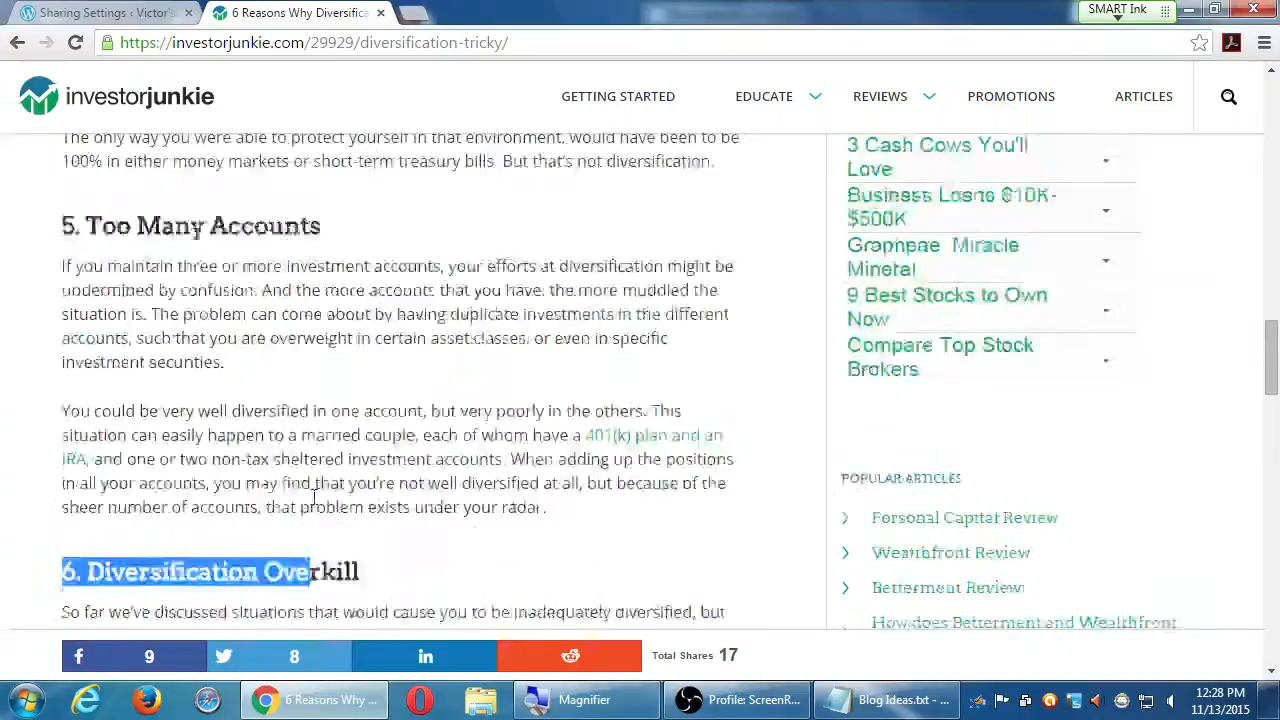 Sharing Settings ‹ Victor's
6 Reasons Why Diversifica
SMART Ink
https://investorjunkie.com/29929/diversification-tricky/
investorjunkie
GETTING STARTED
EDUCATE
REVIEWS
PROMOTIONS
ARTICLES
The only way you were able to protect yourself in that environment, would have been to be
100% in either money markets or short-term treasury bills. But that's not diversification.
5. Too Many Accounts
If you maintain three or more investment accounts, your efforts at diversification might be
undermined by confusion. And the more accounts that you have, the more muddled the
situation is. The problem can come about by having duplicate investments in the different
accounts, such that you are overweight in certain asset classes, or even in specific
investment securities.
You could be very well diversified in one account, but very poorly in the others. This
situation can easily happen to a married couple, each of whom have a 401(k) plan and an
IRA, and one or two non-tax sheltered investment accounts. When adding up the positions
in all your accounts, you may find that you're not well diversified at all, but because of the
sheer number of accounts, that problem exists under your radar.
6. Diversification Overkill
So far we've discussed situations that would cause you to be inadequately diversified, but
3 Cash Cows You'll
Love
Business Loans $10K-
$500K
Graphene Miracle
Mineral
9 Best Stocks to Own
Now
Compare Top Stock
Brokers
POPULAR ARTICLES
Personal Capital Review
Wealthfront Review
Betterment Review
How does Betterment and Wealthfront
9
8
Total Shares 17
6 Reasons Why ...
Magnifier
Profile: ScreenR...
Blog Ideas.txt - ...
12:28 PM
11/13/2015